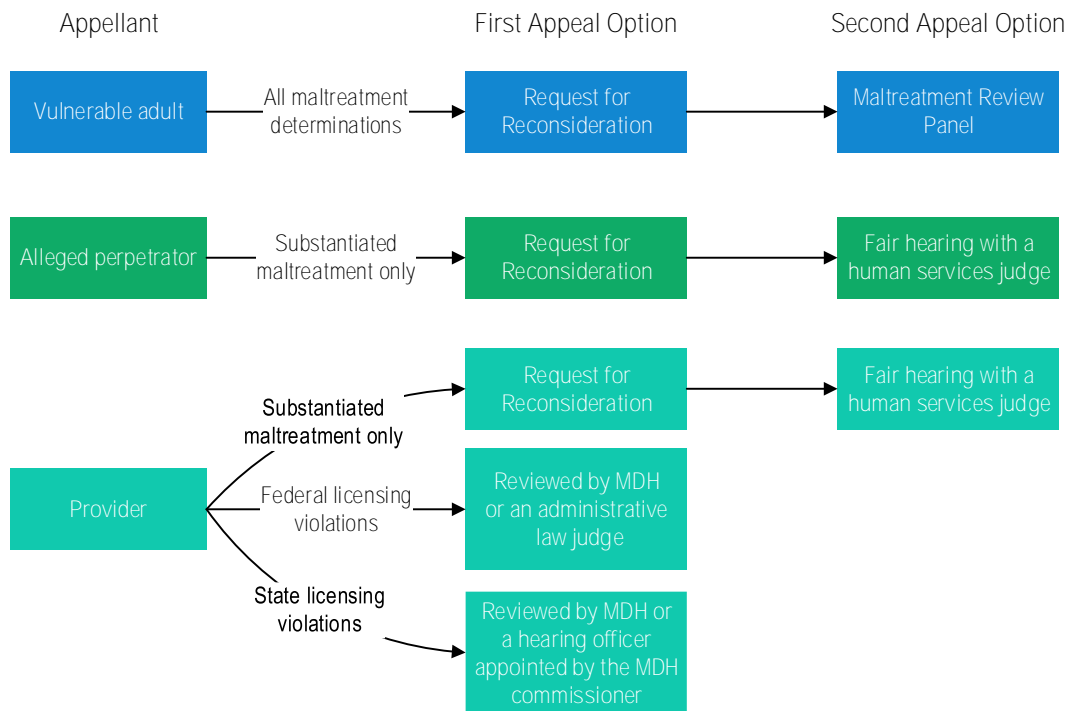 Appellant
First Appeal Option
Second Appeal Option
Vulnerable adult
All maltreatment
determinations
Request for
Reconsideration
Maltreatment Review
Panel
Alleged perpetrator
Substantiated
maltreatment only
Request for
Reconsideration
Fair hearing with a
human services judge
Provider
Substantiated
maltreatment only
Request for
Reconsideration
Fair hearing with a
human services judge
Federal licensing
violations
Reviewed by MDH
or an administrative
law judge
State licensing
violations
Reviewed by MDH or
a hearing officer
appointed by the MDH
commissioner